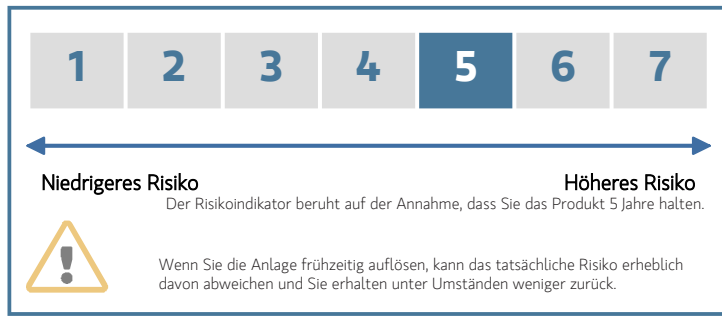 1 2 3 4 5 6 7
Niedrigeres Risiko Höheres Risiko
Der Risikoindikator beruht auf der Annahme, dass Sie das Produkt 5 Jahre halten.
Wenn Sie die Anlage frühzeitig auflösen, kann das tatsächliche Risiko erheblich
davon abweichen und Sie erhalten unter Umständen weniger zurück.